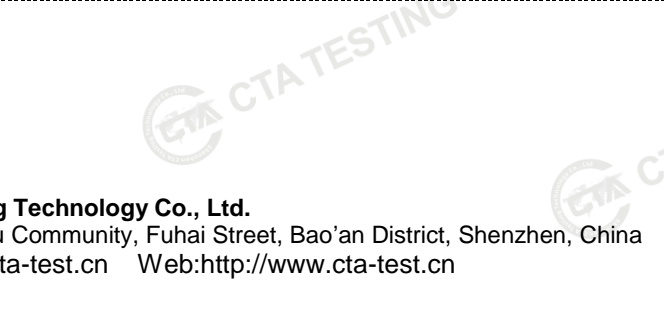 CTA TESTING
CTA
g Technology Co., Ltd.
u Community, Fuhai Street, Bao’an District, Shenzhen, China
ta-test.cn Web:http://www.cta-test.cn